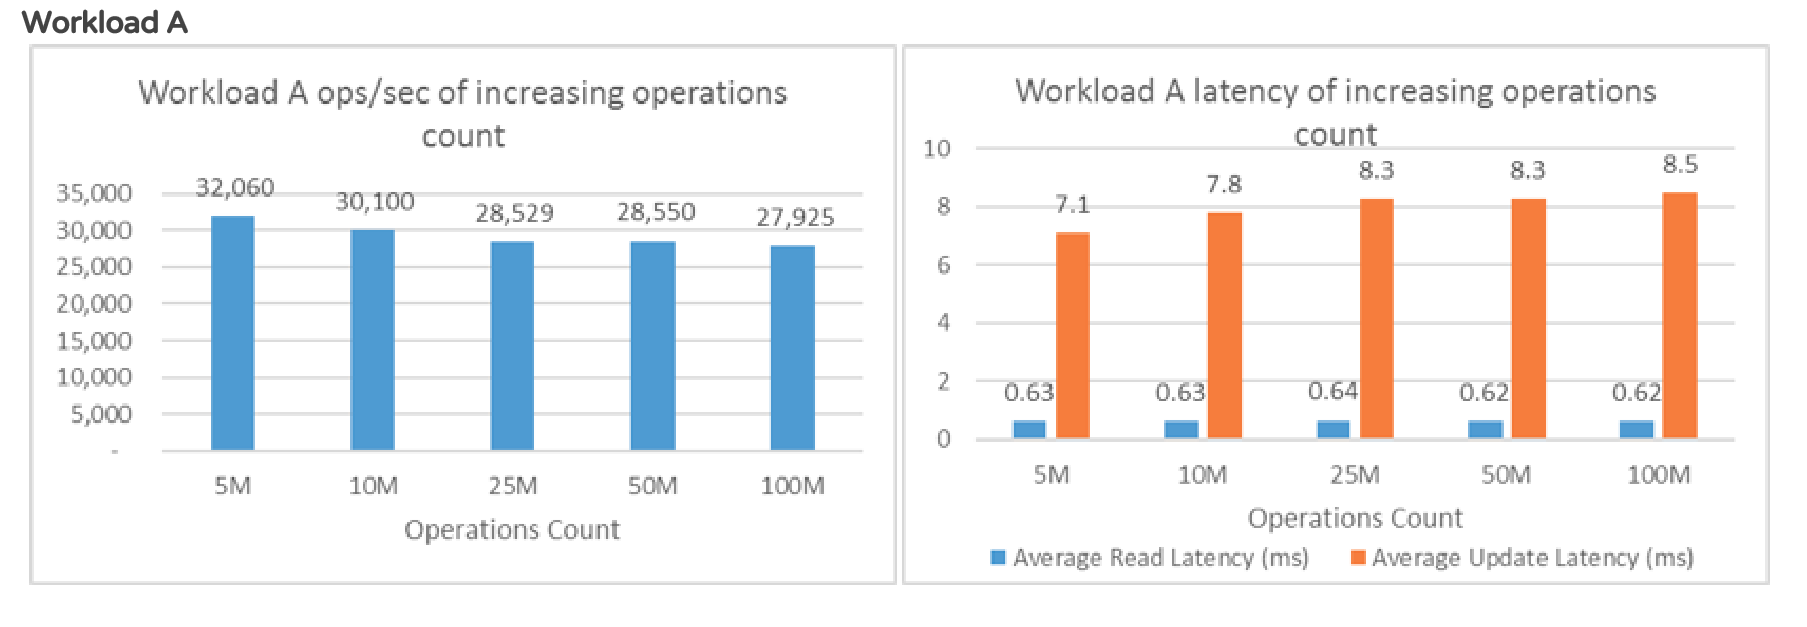 Workload A
Workload A ops/sec of increasing operations
count
35,000
30,000
25,000
20,000
15,000
10,000
5,000
-
32,060
30,100
28,529
28,550
27,925
5M
10M
25M
50M
100M
Operations Count
Workload A latency of increasing operations
count
10
8
6
4
2
0
7.1
7.8
8.3
8.3
8.5
0.63
0.63
0.64
0.62
0.62
5M
10M
25M
50M
100M
Operations Count
Average Read Latency (ms)
Average Update Latency (ms)